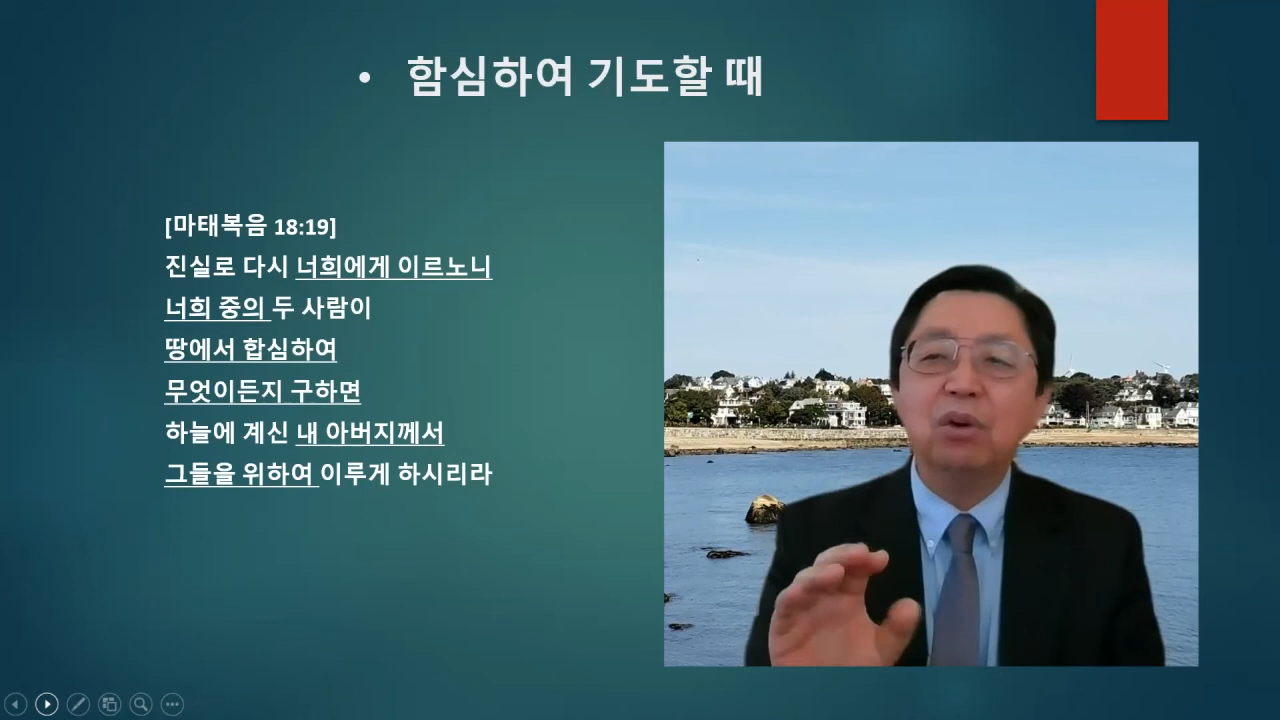 • 함심하여 기도할 때
[마태복음 18:19]
진실로 다시 너희에게 이르노니
너희 중의 두 사람이
땅에서 합심하여
무엇이든지 구하면
하늘에 계신 내 아버지께서
그들을 위하여 이루게 하시리라